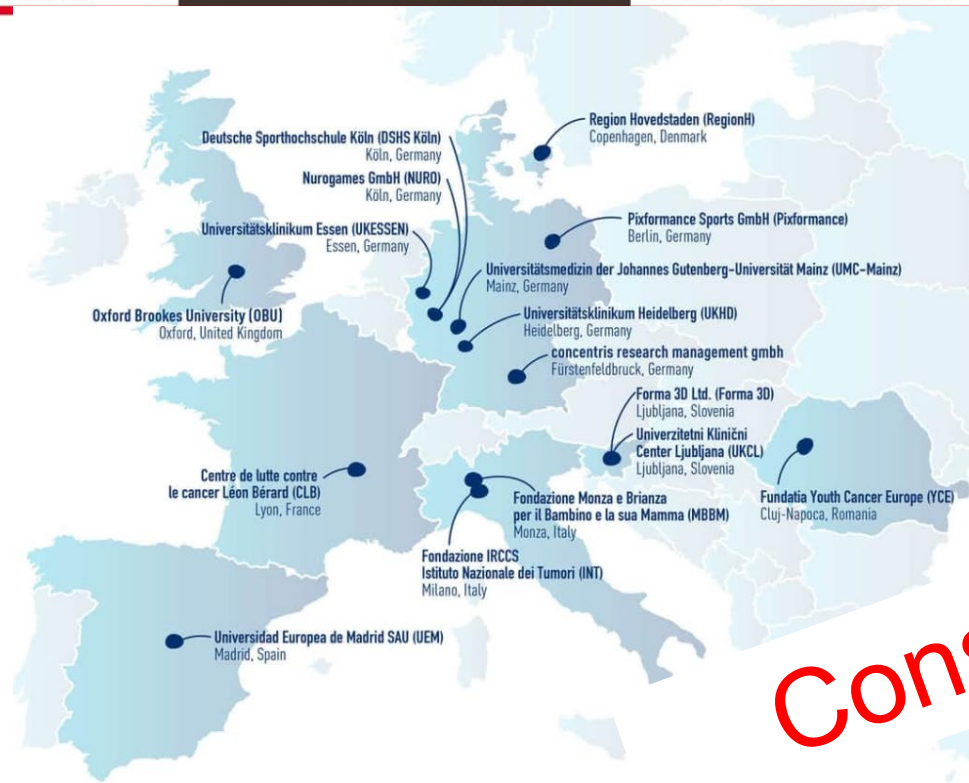 Region Hovedstaden (RegionH)
Copenhagen, Denmark
Deutsche Sporthochschule Köln (DSHS Köln)
Köln, Germany
Nurogames GmbH (NURO)
Köln, Germany
Pixformance Sports GmbH (Pixformance)
Berlin, Germany
Universitätsklinikum Essen (UKESSEN)
Essen, Germany
Universitätsmedizin der Johannes Gutenberg-Universität Mainz (UMC-Mainz)
Mainz, Germany
Oxford Brookes University (OBU)
Oxford, United Kingdom
Universitätsklinikum Heidelberg (UKHD)
Heidelberg, Germany
concentris research management gmbh
Fürstenfeldbruck, Germany
Forma 3D Ltd. (Forma 3D)
Ljubljana, Slovenia
Univerzitetni Klinični
Center Ljubljana (UKCL)
Ljubljana, Slovenia
Centre de lutte contre
le cancer Léon Bérard (CLB)
Lyon, France
Fondazione Monza e Brianza
per il Bambino e la sua Mamma (MBBM)
Monza, Italy
Fundatia Youth Cancer Europe (YCE)
Cluj-Napoca, Romania
Fondazione IRCCS
Istituto Nazionale dei Tumori (INT)
Milano, Italy
Universidad Europea de Madrid SAU (UEM)
Madrid, Spain